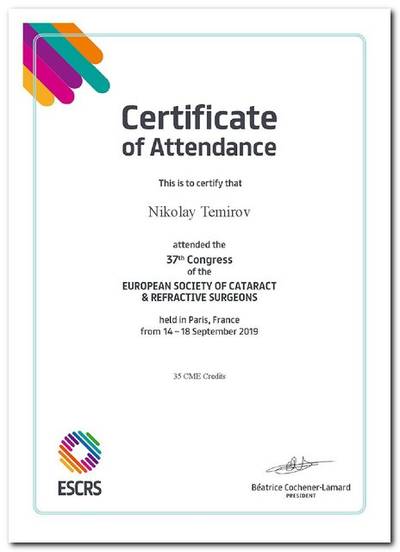 Certificate
of Attendance
This is to certify that
Nikolay Temirov
attended the
37th Congress
of the
EUROPEAN SOCIETY OF CATARACT
& REFRACTIVE SURGEONS
held in Paris, France
from 14 – 18 September 2019
35 CME Credits
ESCRS
Béatrice Cochener-Lamard
PRESIDENT